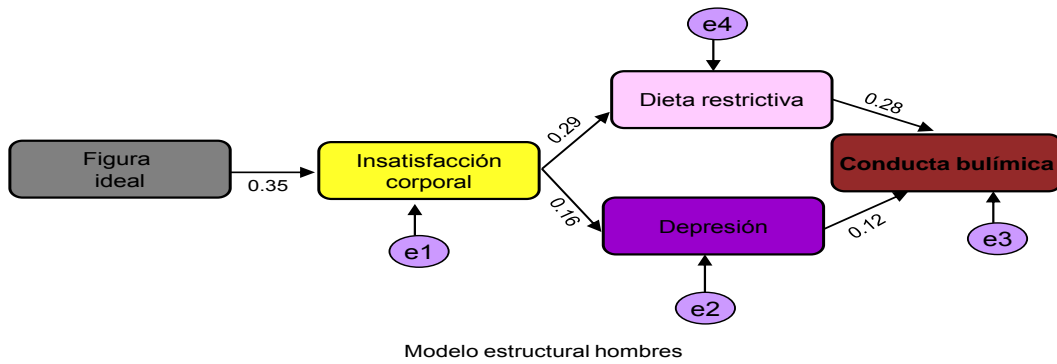 e4
Dieta restrictiva
0.28
0.29
Figura
ideal
0.35
Insatisfacción
corporal
Conducta bulímica
0.16
Depresión
0.12
e1
e3
e2
Modelo estructural hombres